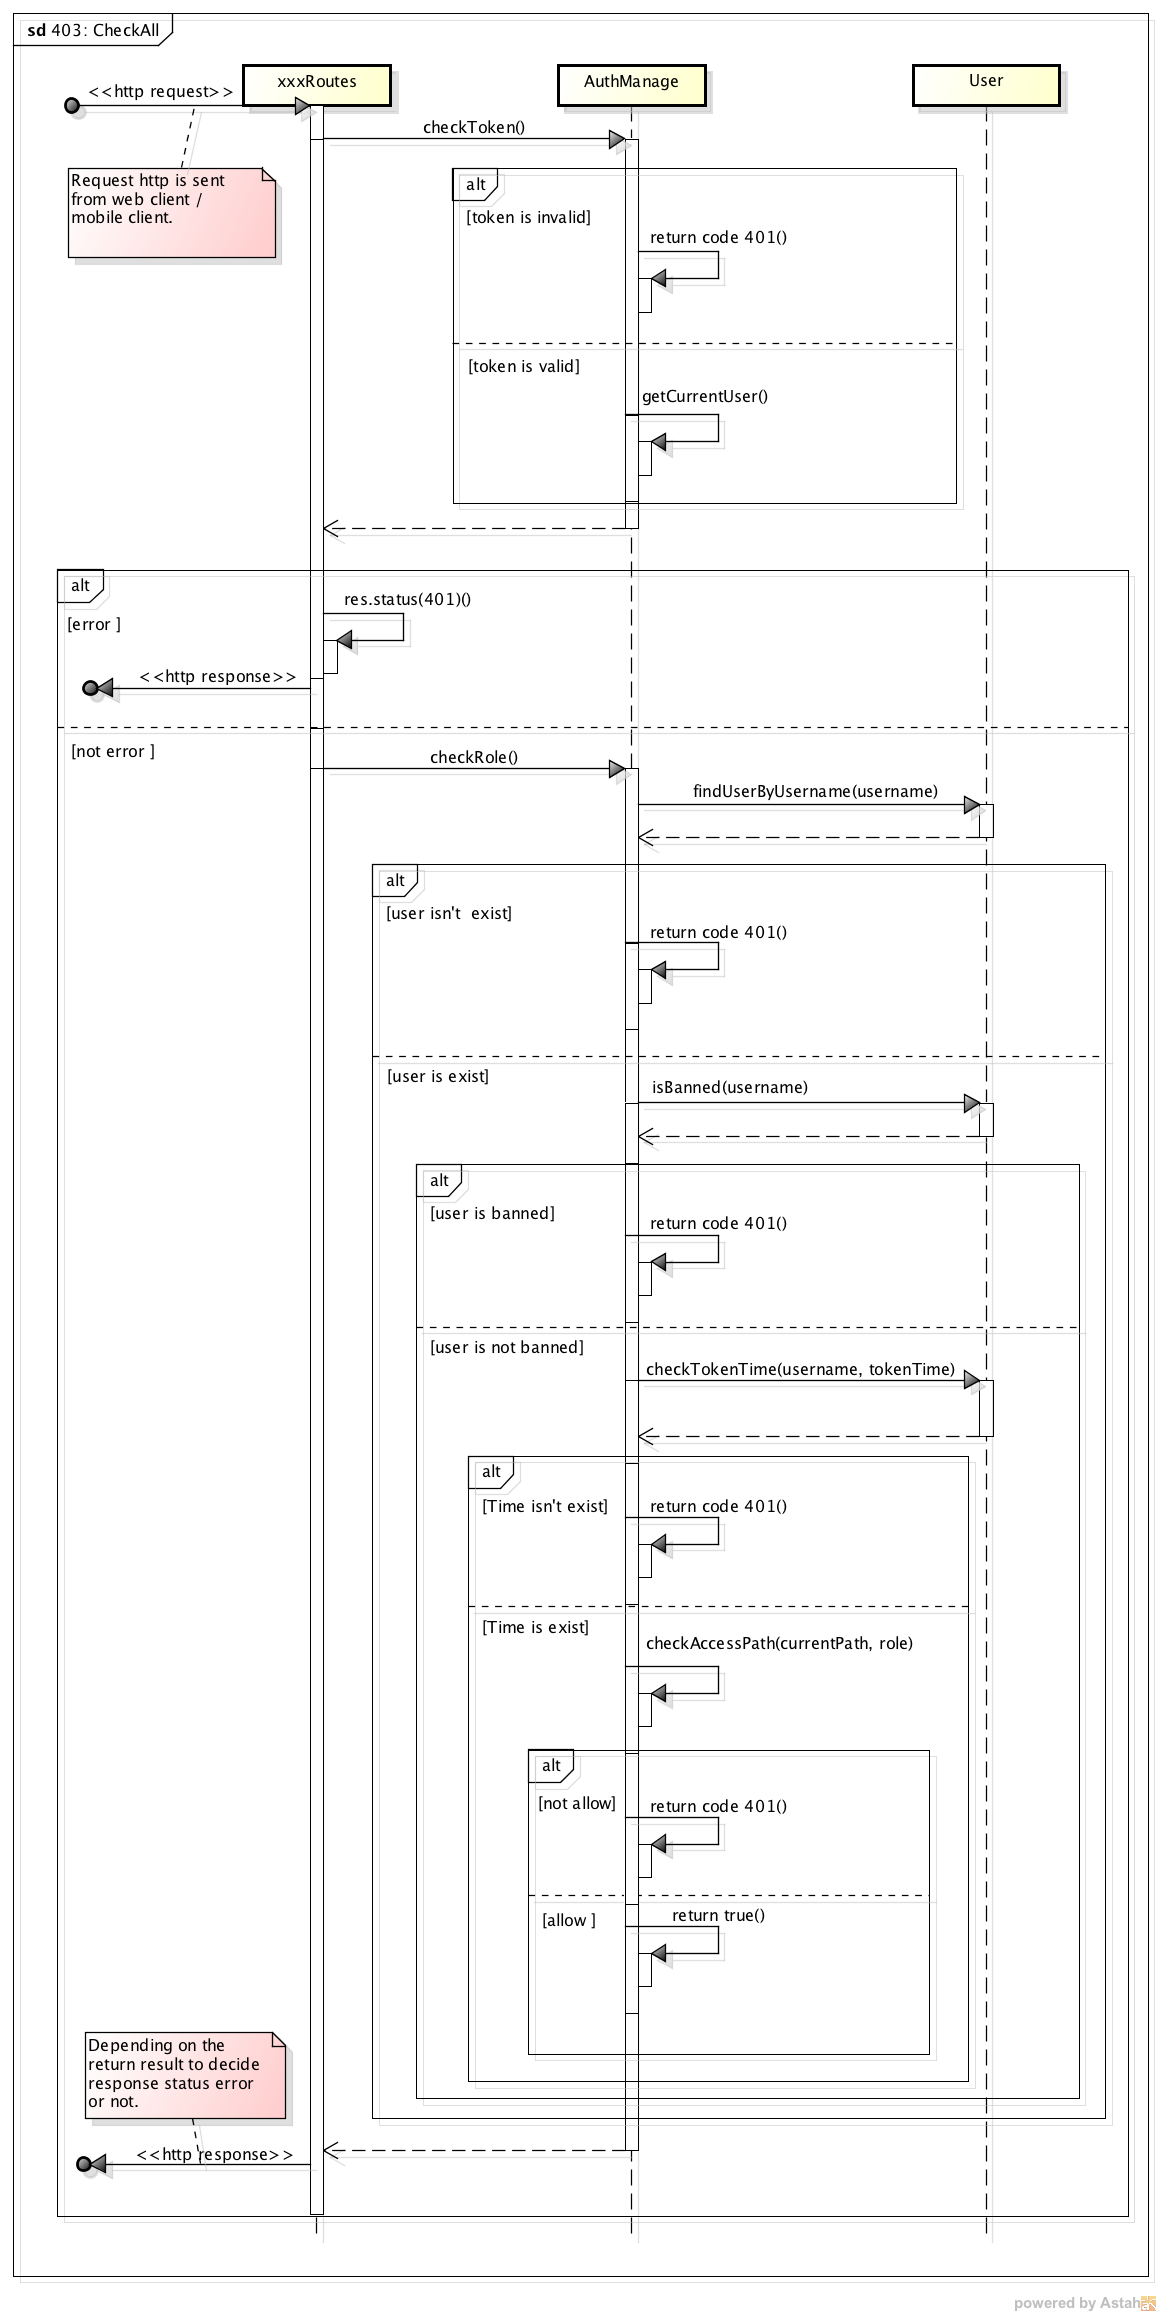 sd 403: CheckAll
xxxRoutes
AuthManage
User
<<http request>>
checkToken()
Request http is sent
from web client /
mobile client.
alt
[token is invalid]
return code 401()
[token is valid]
getCurrentUser()
alt
res.status(401)()
[error ]
<<http response>>
[not error ]
checkRole()
findUserByUsername(username)
alt
[user isn't  exist]
return code 401()
[user is exist]
isBanned(username)
alt
[user is banned]
return code 401()
[user is not banned]
checkTokenTime(username, tokenTime)
alt
[Time isn't exist]
return code 401()
[Time is exist]
checkAccessPath(currentPath, role)
alt
[not allow]
return code 401()
[allow ]
return true()
Depending on the
return result to decide
response status error
or not.
<<http response>>
powered by Astah